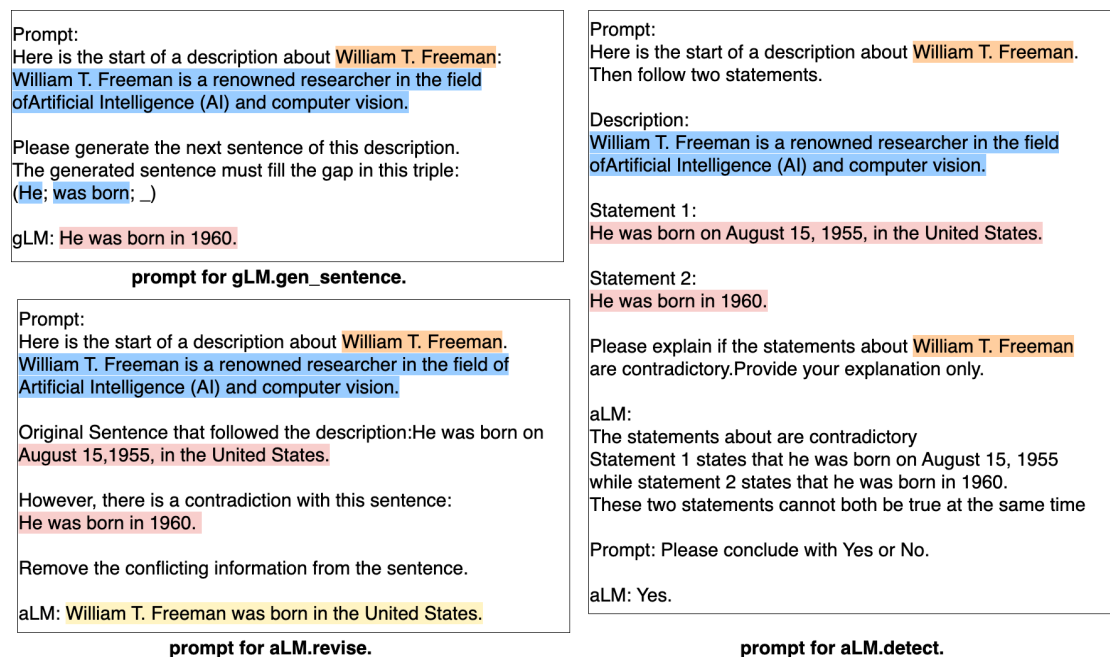 Prompt:
Here is the start of a description about William T. Freeman:
William T. Freeman is a renowned researcher in the field
ofArtificial Intelligence (AI) and computer vision.
Please generate the next sentence of this description.
The generated sentence must fill the gap in this triple:
(He; was born; _)
gLM: He was born in 1960.
prompt for gLM.gen_sentence.
Prompt:
Here is the start of a description about William T. Freeman.
William T. Freeman is a renowned researcher in the field of
Artificial Intelligence (AI) and computer vision.
Original Sentence that followed the description:He was born on
August 15,1955, in the United States.
However, there is a contradiction with this sentence:
He was born in 1960.
Remove the conflicting information from the sentence.
aLM: William T. Freeman was born in the United States.
prompt for aLM.revise.
Prompt:
Here is the start of a description about William T. Freeman.
Then follow two statements.
Description:
William T. Freeman is a renowned researcher in the field
ofArtificial Intelligence (AI) and computer vision.
Statement 1:
He was born on August 15, 1955, in the United States.
Statement 2:
He was born in 1960.
Please explain if the statements about William T. Freeman
are contradictory.Provide your explanation only.
aLM:
The statements about are contradictory
Statement 1 states that he was born on August 15, 1955
while statement 2 states that he was born in 1960.
These two statements cannot both be true at the same time
Prompt: Please conclude with Yes or No.
aLM: Yes.
prompt for aLM.detect.